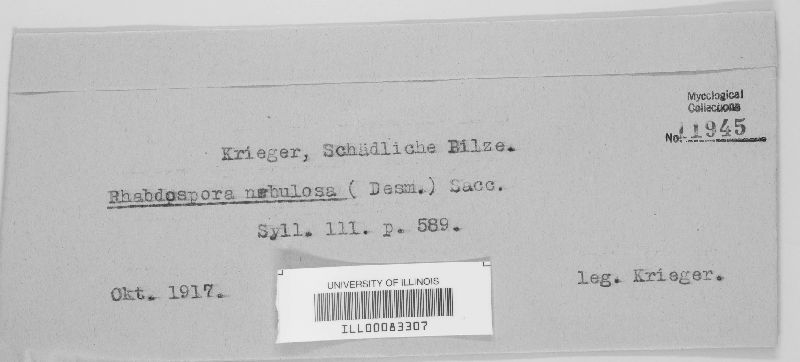 Mycological
Collections
No. 11945
Krieger, Schädliche Pilze.
Rhabdospora nebulosa ( Desm.) Sacc.
Syll. lll. p. 589.
Okt. 1917.
leg. Krieger.
UNIVERSITY OF ILLINOIS
ILL00083307